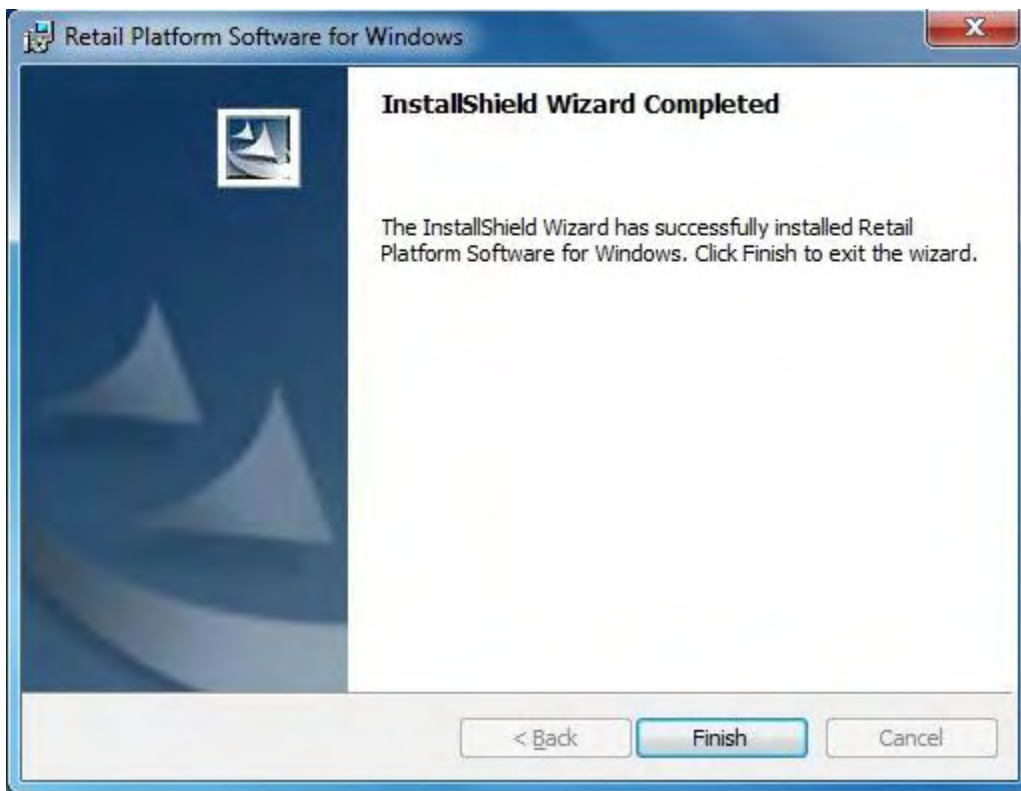 Retail Platform Software for Windows
InstallShield Wizard Completed
The InstallShield Wizard has successfully installed Retail
Platform Software for Windows. Click Finish to exit the wizard.
< Back
Finish
Cancel